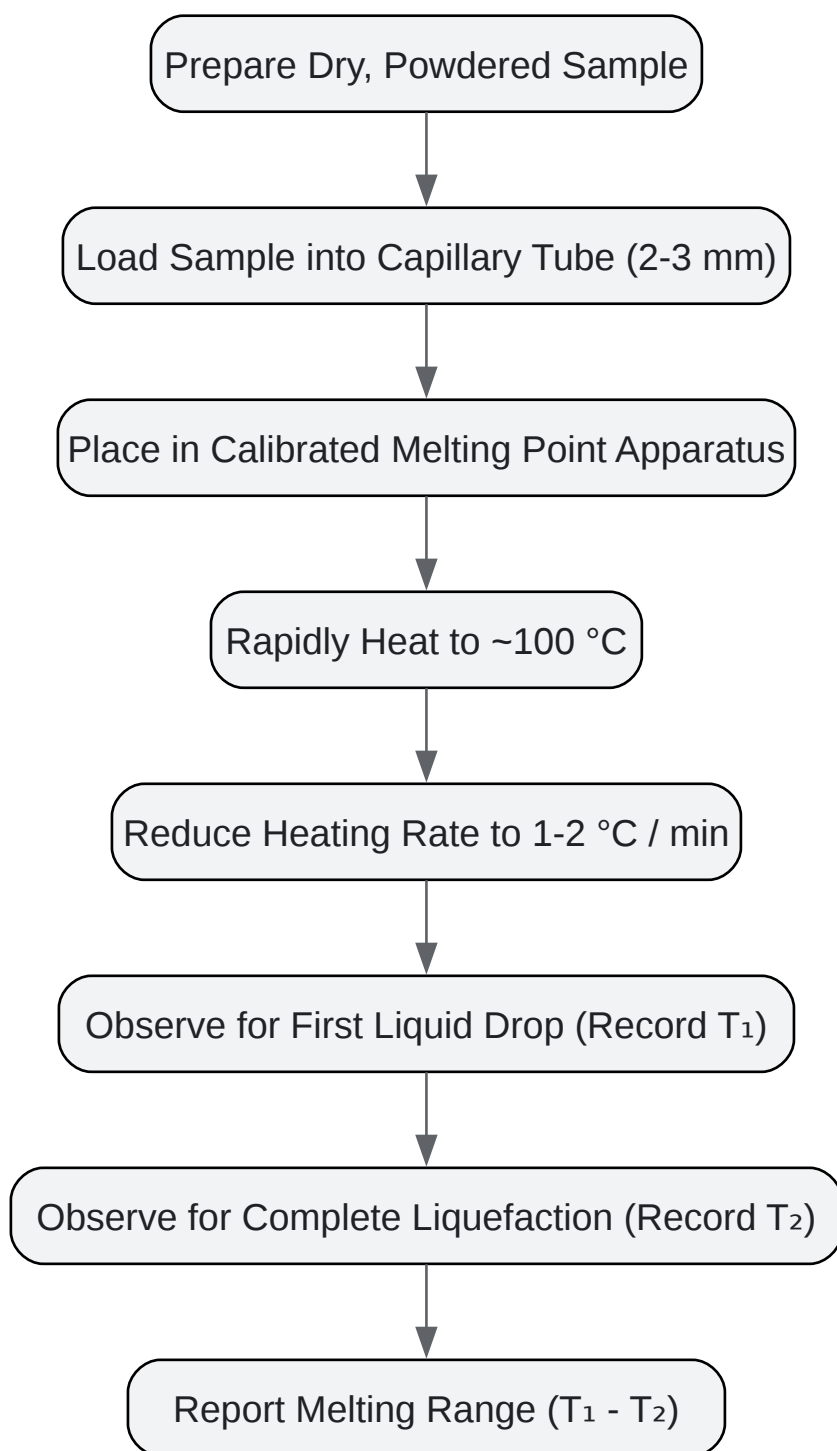 Prepare Dry, Powdered Sample
Load Sample into Capillary Tube (2-3 mm)
Place in Calibrated Melting Point Apparatus
Rapidly Heat to ~100 °C
Reduce Heating Rate to 1-2 °C / min
Observe for First Liquid Drop (Record T₁)
Observe for Complete Liquefaction (Record T₂)
Report Melting Range (T₁ - T₂)